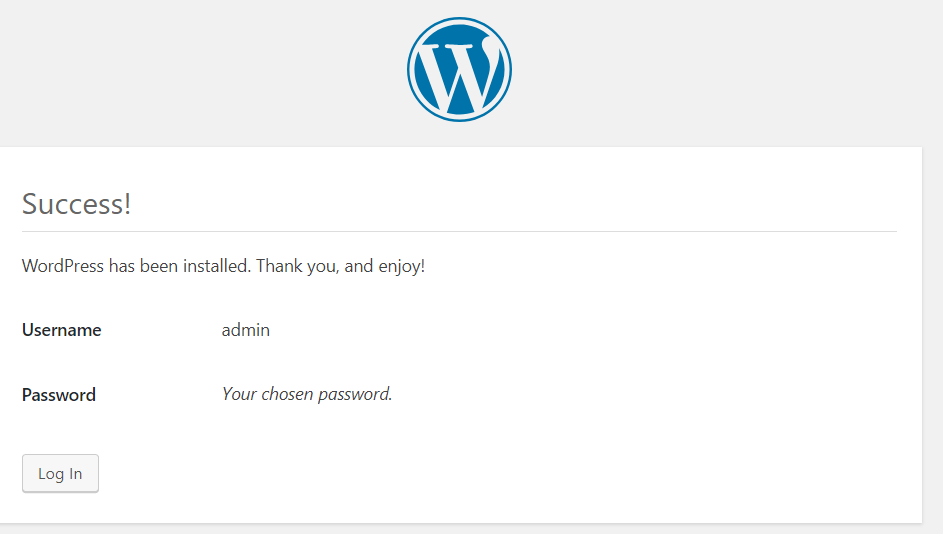 Success!
WordPress has been installed. Thank you, and enjoy!
Username admin
Password Your chosen password.
Log In